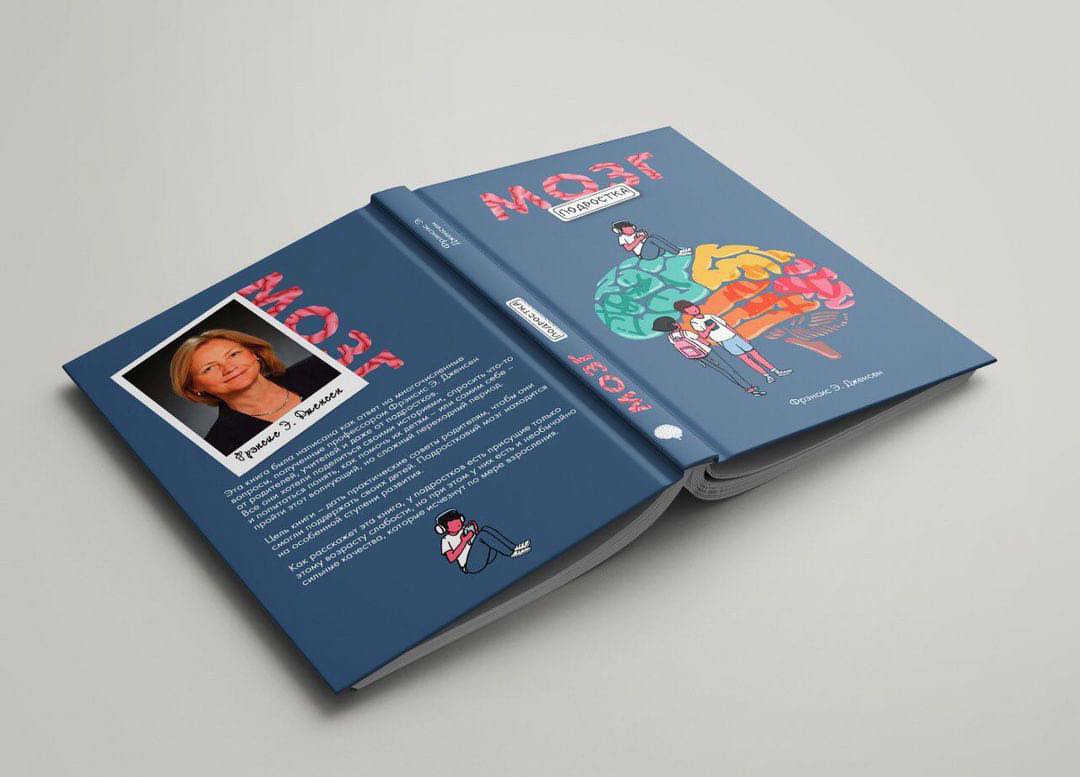 МОЗГ
Фрэнсис Э. Дженсен
Эта книга была написана как ответ на многочисленные
вопросы, полученные профессором Фрэнсис Э. Дженсен
от родителей, учителей и даже от подростков.
Все они хотели поделиться своими историями, спросить что-то
и попытаться понять, как помочь их детям – или самим себе –
пройти этот волнующий, но сложный переходный период.
Цель книги – дать практические советы родителям, чтобы они
смогли поддержать своих детей. Подростковый мозг находится
на особенной ступени развития.
Как расскажет эта книга, у подростков есть присущие только
этому возрасту слабости, но при этом у них есть и необычайно
сильные качества, которые исчезнут по мере взросления.
Фрэнсис Э.
Дженсен
ПОДРОСТКА
МОЗГ
МОЗГ
ПОДРОСТКА
Фрэнсис Э. Дженсен